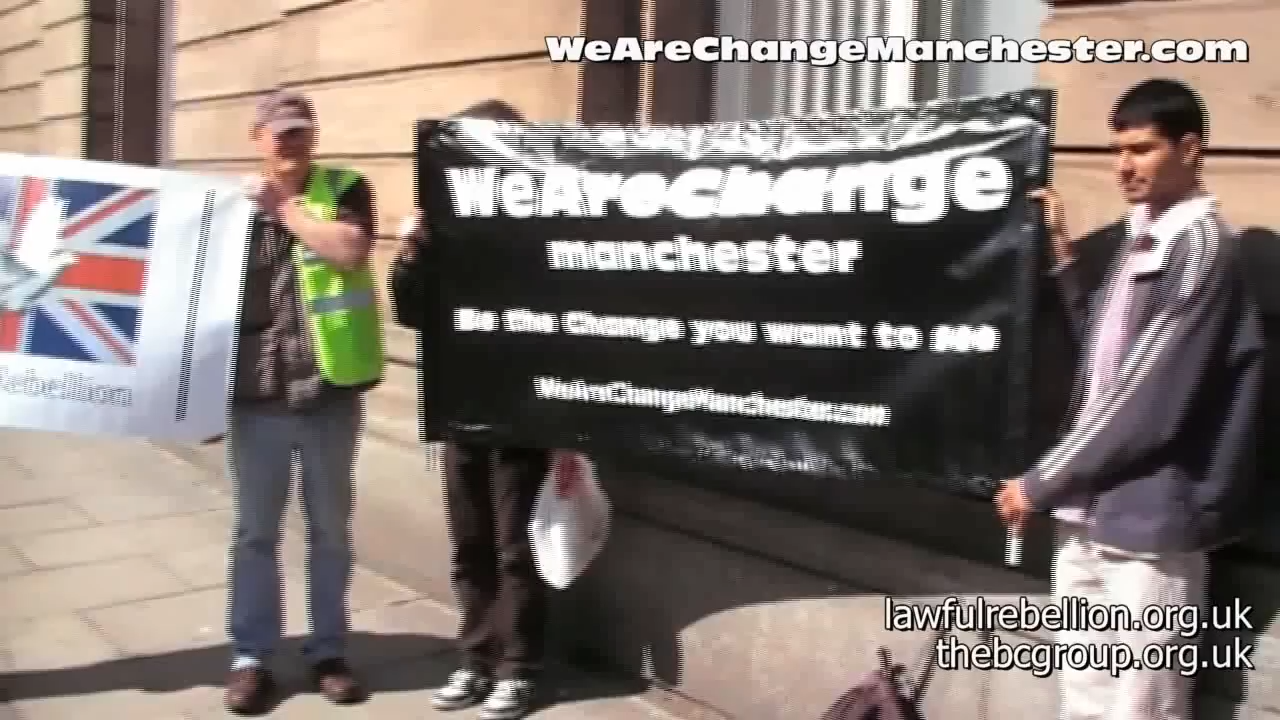 WeAreChangeManchester.com
WeAreChange
manchester
Be the Change you want to see
WeAreChangeManchester.com
Rebellion
lawfulrebellion.org.uk
thebcgroup.org.uk